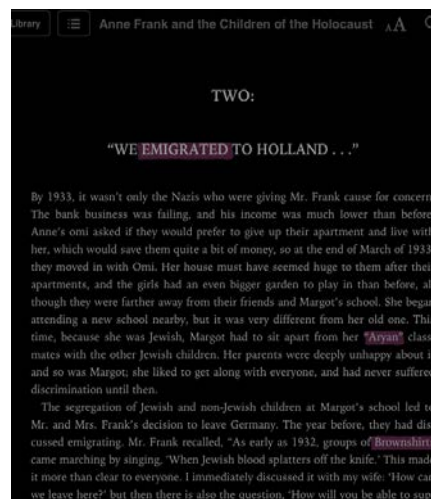 Library
Anne Frank and the Children of the Holocaust
AA
TWO:
"WE EMIGRATED TO HOLLAND . . ."
By 1933, it wasn't only the Nazis who were giving Mr. Frank cause for concern
The bank business was failing, and his income was much lower than before
Anne's omi asked if they would prefer to give up their apartment and live with
her, which would save them quite a bit of money, so at the end of March of 1933
they moved in with Omi. Her house must have seemed huge to them after their
apartments, and the girls had an even bigger garden to play in than before, al
though they were farther away from their friends and Margot's school. She began
attending a new school nearby, but it was very different from her old one. This
time, because she was Jewish, Margot had to sit apart from her "Aryan" class
mates with the other Jewish children. Her parents were deeply unhappy about i
and so was Margot; she liked to get along with everyone, and had never suffered
discrimination until then.
The segregation of Jewish and non-Jewish children at Margot's school led t
Mr. and Mrs. Frank's decision to leave Germany. The year before, they had dis
cussed emigrating. Mr. Frank recalled, "As early as 1932, groups of Brownshirts
came marching by singing, 'When Jewish blood splatters off the knife.' This made
it more than clear to everyone. I immediately discussed it with my wife: 'How can
we leave here?' but then there is also the question, 'How will you be able to sup